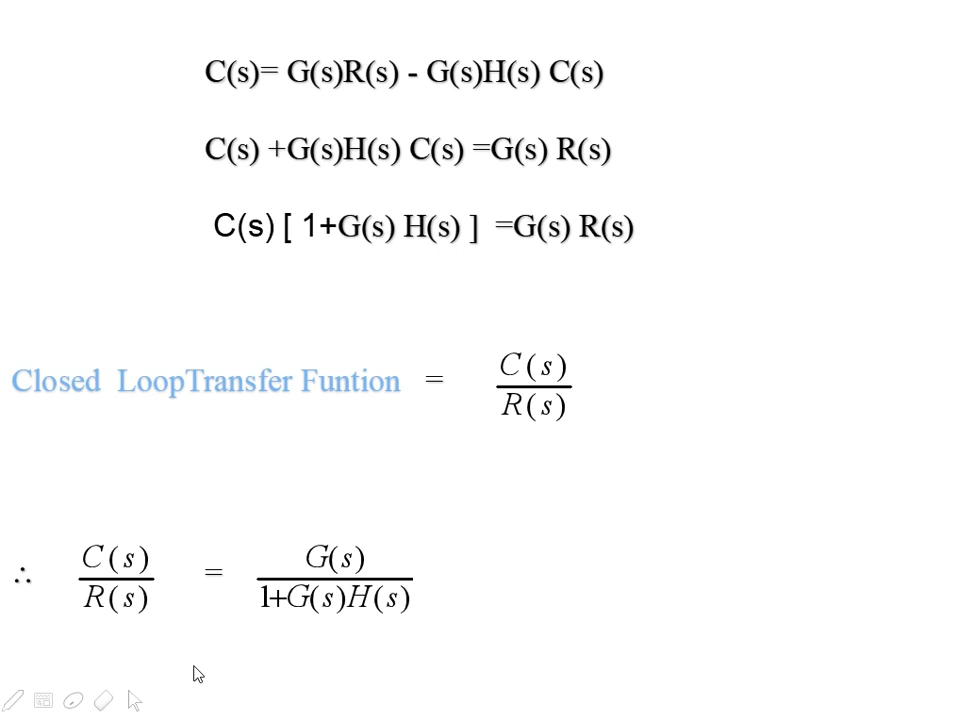 C(s)= G(s)R(s) - G(s)H(s) C(s)
C(s) +G(s)H(s) C(s) =G(s) R(s)
C(s) [ 1+G(s) H(s) ] =G(s) R(s)
Closed LoopTransfer Funtion = C(s)
R(s)
∴ C(s) = G(s)
R(s) 1+G(s)H(s)